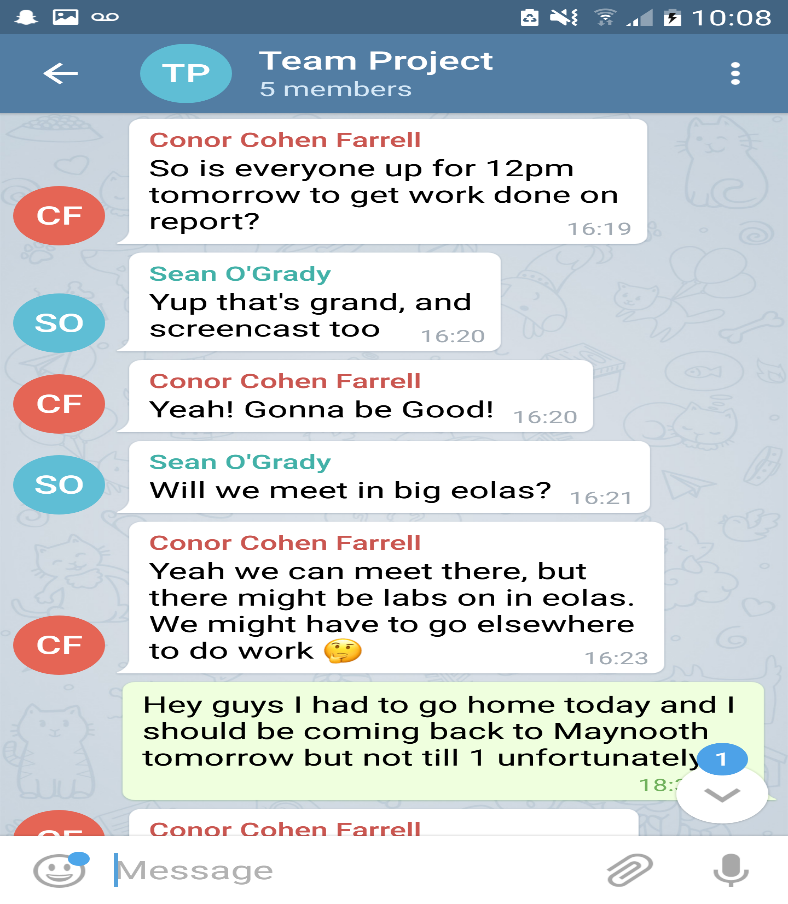 10:08
TP
Team Project
5 members
Conor Cohen Farrell
So is everyone up for 12pm
tomorrow to get work done on
report?
16:19
CF
Sean O'Grady
Yup that's grand, and
screencast too
16:20
SO
Conor Cohen Farrell
Yeah! Gonna be Good!
16:20
CF
Sean O'Grady
Will we meet in big eolas?
16:21
SO
Conor Cohen Farrell
Yeah we can meet there, but
there might be labs on in eolas.
We might have to go elsewhere
to do work 🤔
16:23
CF
Hey guys I had to go home today and I
should be coming back to Maynooth
tomorrow but not till 1 unfortunately
1
Conor Cohen Farrell
CF
Message